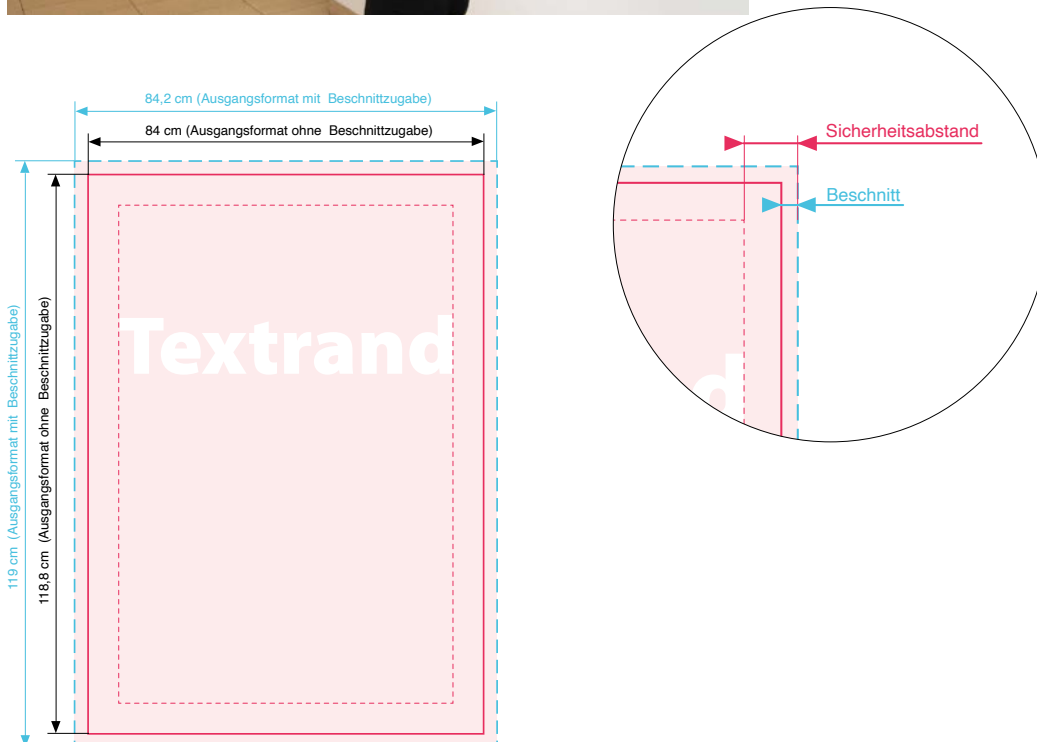 84,2 cm (Ausgangsformat mit Beschnittzugabe)
84 cm (Ausgangsformat ohne Beschnittzugabe)
Sicherheitsabstand
Beschnitt
119 cm (Ausgangsformat mit Beschnittzugabe)
118,8 cm (Ausgangsformat ohne Beschnittzugabe)
Textrand
d